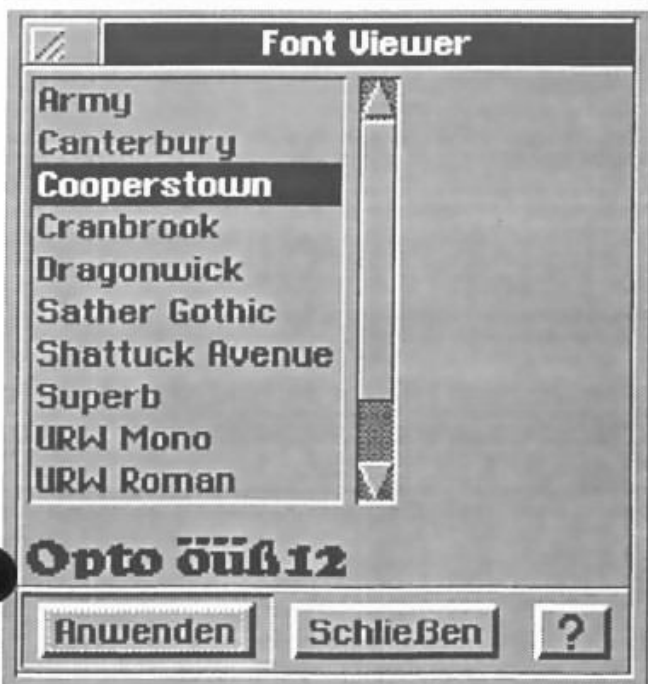 Font Viewer
Army
Canterbury
Cooperstown
Cranbrook
Dragonwick
Sather Gothic
Shattuck Avenue
Superb
URW Mono
URW Roman
Opto öüß12
Anwenden Schließen ?